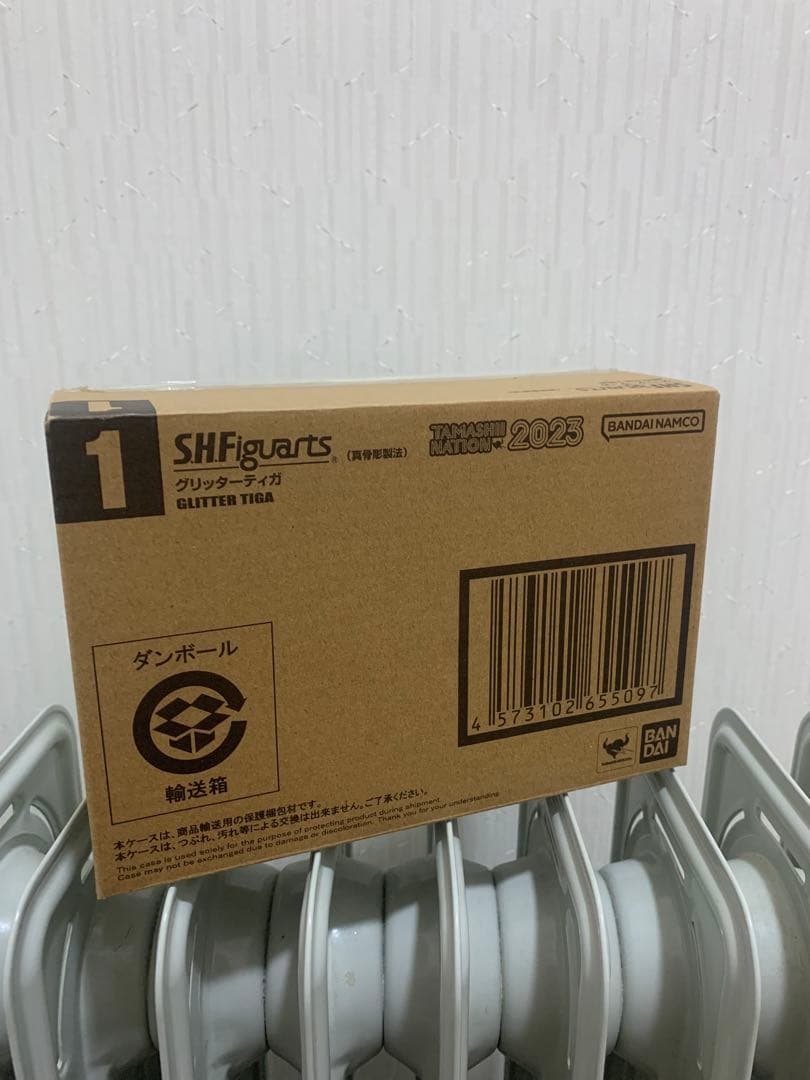 1
S.H.Figuarts
®
（真骨彫製法）
グリッターティガ
GLITTER TIGA
TAMASHII
NATION
2023
BANDAI NAMCO
ダンボール
輸送箱
4 573102 655097
BAN
DAI
本ケースは、商品輸送用の保護梱包材です。
本ケースは、つぶれ、汚れ等による交換は出来ません。ご了承ください。
This case is used solely for the purpose of protecting product during shipment.
Case may not be exchanged due to damage or discoloration. Thank you for your understanding.